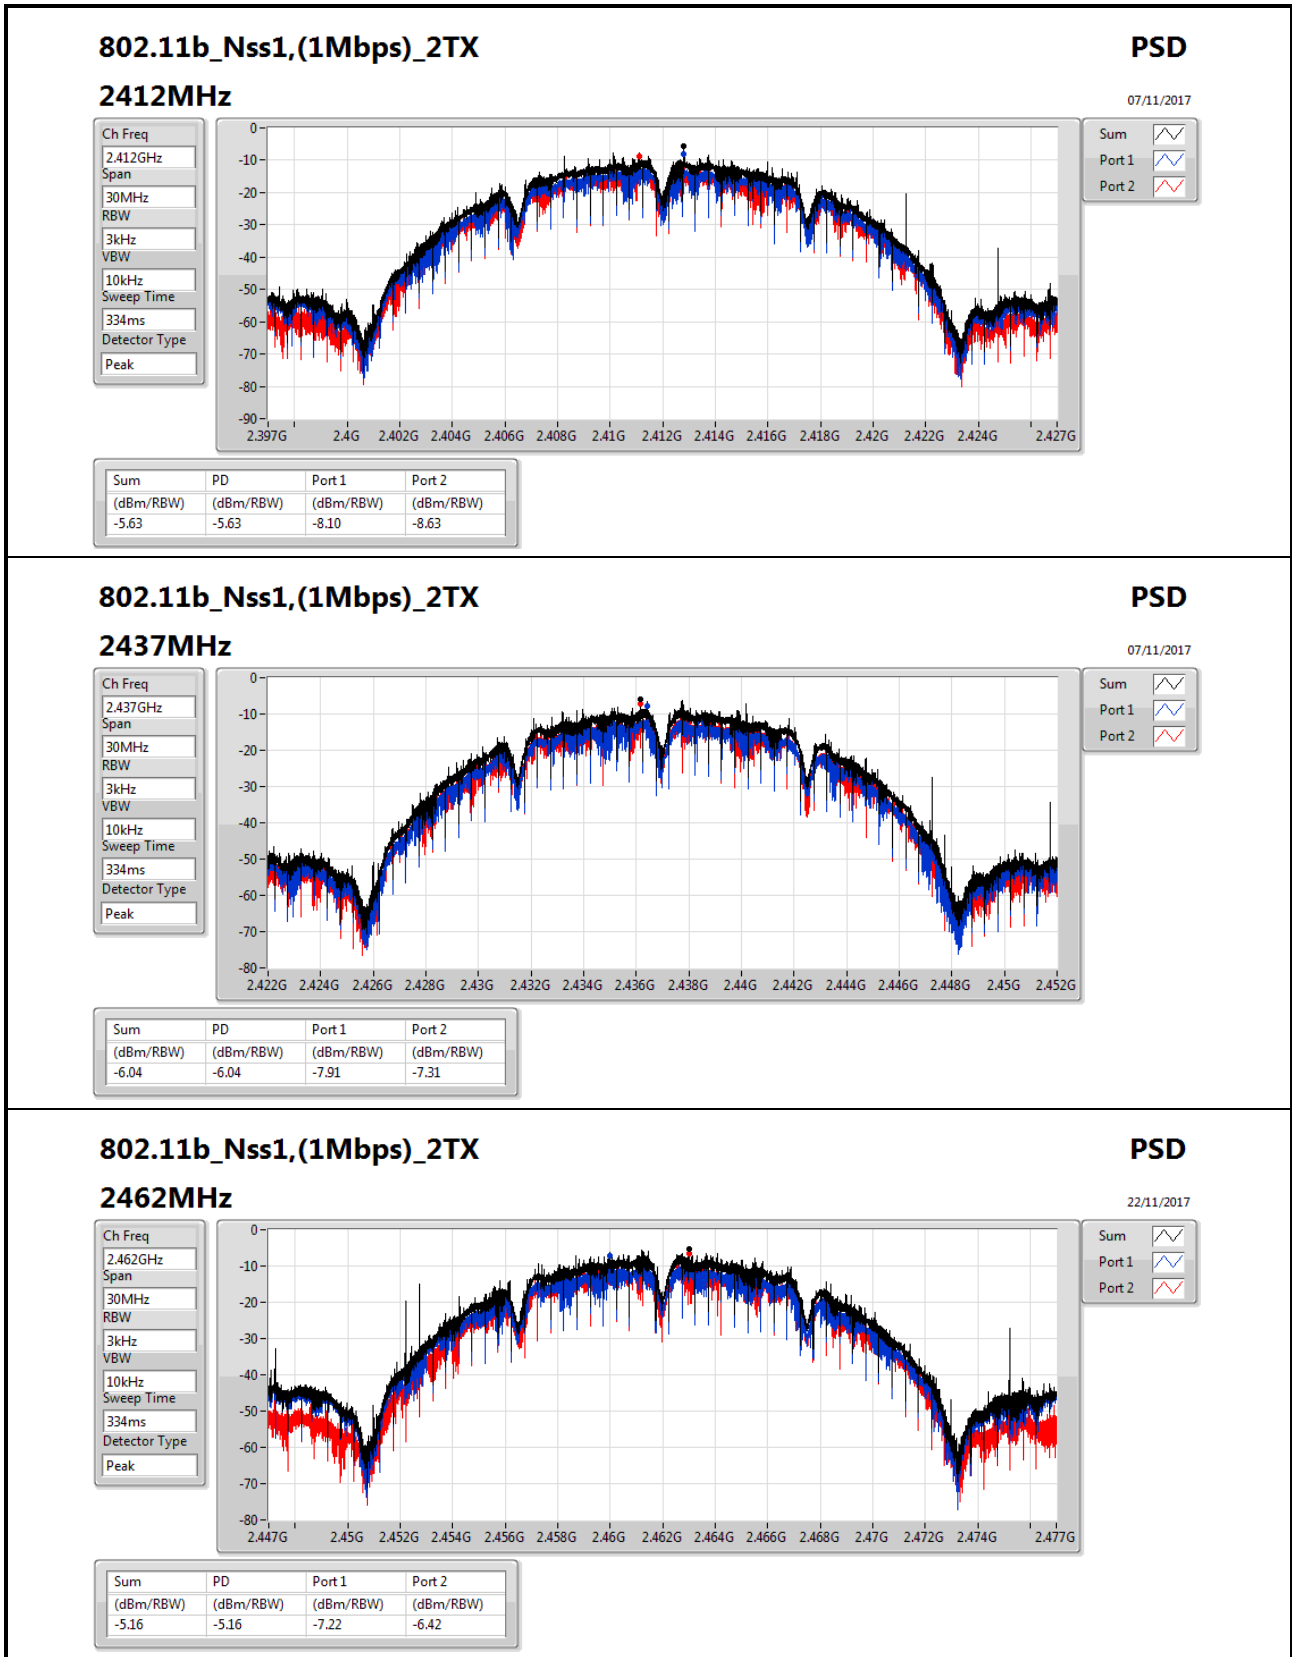 802.11b_Nss1,(1Mbps)_2TX PSD
2412MHz 07/11/2017
Ch Freq
2.412GHz
Span
30MHz
RBW
3kHz
VBW
10kHz
Sweep Time
334ms
Detector Type
Peak
0
-10
-20
-30
-40
-50
-60
-70
-80
-90
2.397G 2.4G 2.402G 2.404G 2.406G 2.408G 2.41G 2.412G 2.414G 2.416G 2.418G 2.42G 2.422G 2.424G 2.427G
Sum
Port 1
Port 2
Sum PD Port 1 Port 2
(dBm/RBW) (dBm/RBW) (dBm/RBW) (dBm/RBW)
-5.63 -5.63 -8.10 -8.63
802.11b_Nss1,(1Mbps)_2TX PSD
2437MHz 07/11/2017
Ch Freq
2.437GHz
Span
30MHz
RBW
3kHz
VBW
10kHz
Sweep Time
334ms
Detector Type
Peak
0
-10
-20
-30
-40
-50
-60
-70
-80
2.422G 2.424G 2.426G 2.428G 2.43G 2.432G 2.434G 2.436G 2.438G 2.44G 2.442G 2.444G 2.446G 2.448G 2.45G 2.452G
Sum
Port 1
Port 2
Sum PD Port 1 Port 2
(dBm/RBW) (dBm/RBW) (dBm/RBW) (dBm/RBW)
-6.04 -6.04 -7.91 -7.31
802.11b_Nss1,(1Mbps)_2TX PSD
2462MHz 22/11/2017
Ch Freq
2.462GHz
Span
30MHz
RBW
3kHz
VBW
10kHz
Sweep Time
334ms
Detector Type
Peak
0
-10
-20
-30
-40
-50
-60
-70
-80
2.447G 2.45G 2.452G 2.454G 2.456G 2.458G 2.46G 2.462G 2.464G 2.466G 2.468G 2.47G 2.472G 2.474G 2.477G
Sum
Port 1
Port 2
Sum PD Port 1 Port 2
(dBm/RBW) (dBm/RBW) (dBm/RBW) (dBm/RBW)
-5.16 -5.16 -7.22 -6.42